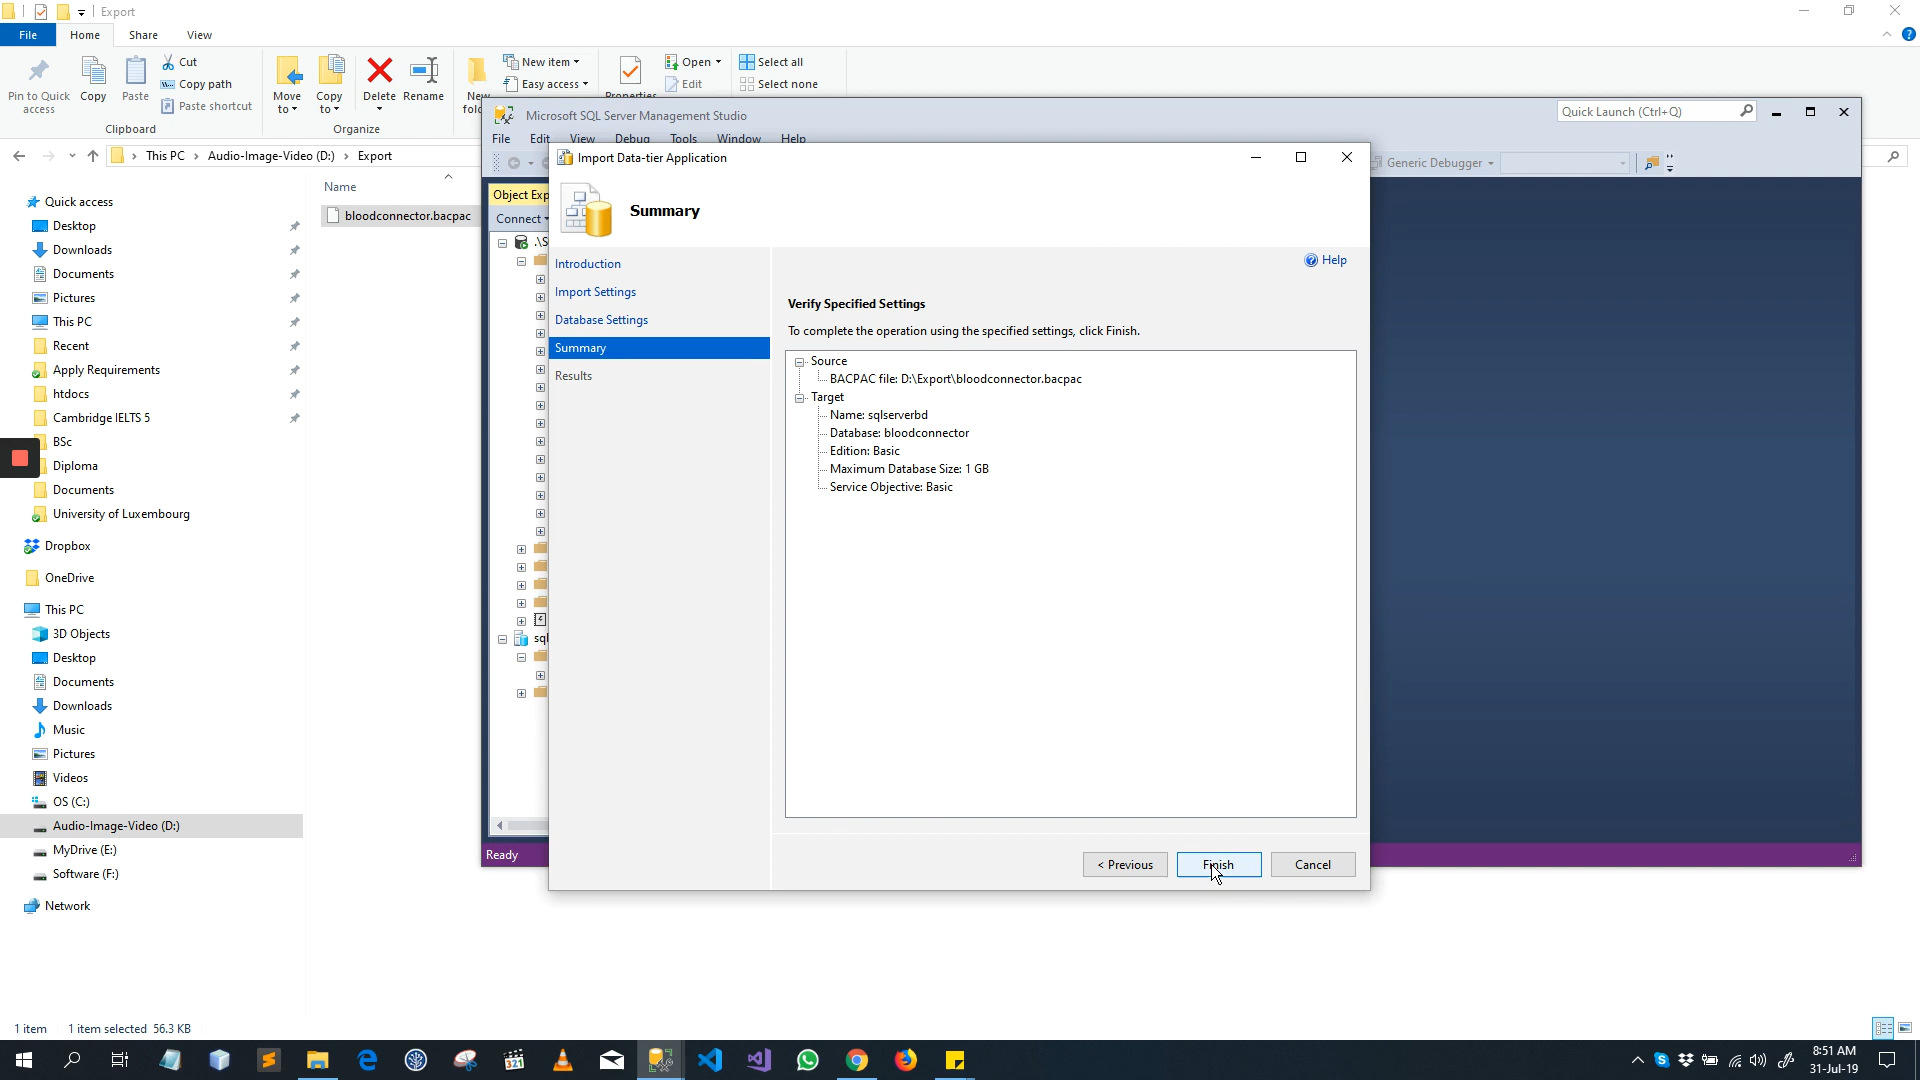 Export
File
Home
Share
View
Pin to Quick
access
Copy
Paste
Cut
Copy path
Paste shortcut
Clipboard
Move
to
Copy
to
Delete
Rename
Organize
New
New item
Easy access
Properties
Open
Edit
Select all
Select none
This PC
Audio-Image-Video (D:)
Export
Quick access
Desktop
Downloads
Documents
Pictures
This PC
Recent
Apply Requirements
htdocs
Cambridge IELTS 5
BSc
Diploma
Documents
University of Luxembourg
Dropbox
OneDrive
This PC
3D Objects
Desktop
Documents
Downloads
Music
Pictures
Videos
OS (C:)
Audio-Image-Video (D:)
MyDrive (E:)
Software (F:)
Network
Name
bloodconnector.bacpac
1 item
1 item selected 56.3 KB
Microsoft SQL Server Management Studio
Quick Launch (Ctrl+Q)
File
Edit
View
Debug
Tools
Window
Help
Generic Debugger
Object Exp
Connect
.\S
sql
Ready
Import Data-tier Application
Summary
Introduction
Import Settings
Database Settings
Summary
Results
Help
Verify Specified Settings
To complete the operation using the specified settings, click Finish.
Source
BACPAC file: D:\Export\bloodconnector.bacpac
Target
Name: sqlserverbd
Database: bloodconnector
Edition: Basic
Maximum Database Size: 1 GB
Service Objective: Basic
< Previous
Finish
Cancel
321
8:51 AM
31-Jul-19